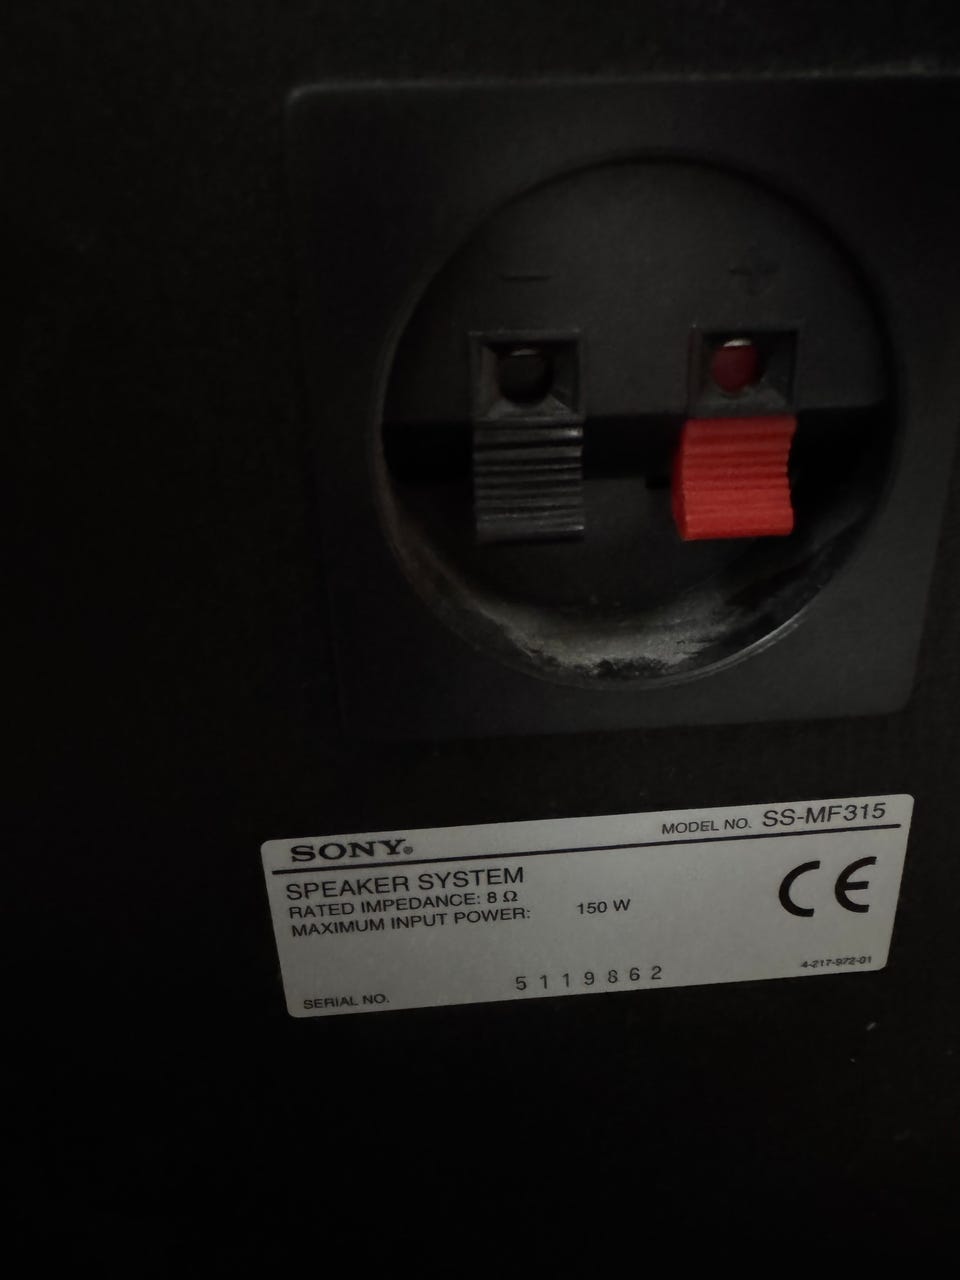 − +
SONY®
MODEL NO. SS-MF315
SPEAKER SYSTEM
RATED IMPEDANCE: 8 Ω
MAXIMUM INPUT POWER: 150 W
CE
4-217-972-01
SERIAL NO. 5119862